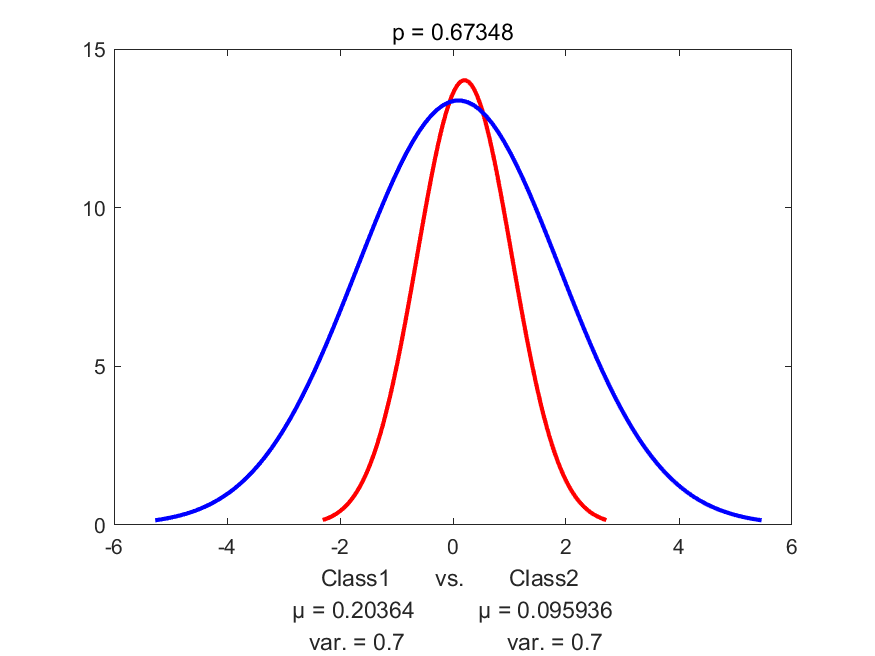 p = 0.67348
15
10
5
0
-6 -4 -2 0 2 4 6
Class1 vs. Class2
μ = 0.20364 μ = 0.095936
var. = 0.7 var. = 0.7